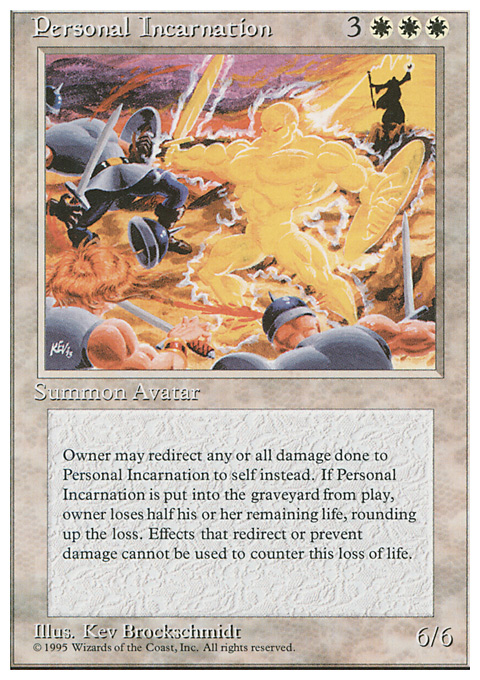 Personal Incarnation 3
KEV 93
Summon Avatar
Owner may redirect any or all damage done to
Personal Incarnation to self instead. If Personal
Incarnation is put into the graveyard from play,
owner loses half his or her remaining life, rounding
up the loss. Effects that redirect or prevent
damage cannot be used to counter this loss of life.
Illus. Kev Brockschmidt
6/6
© 1995 Wizards of the Coast, Inc. All rights reserved.